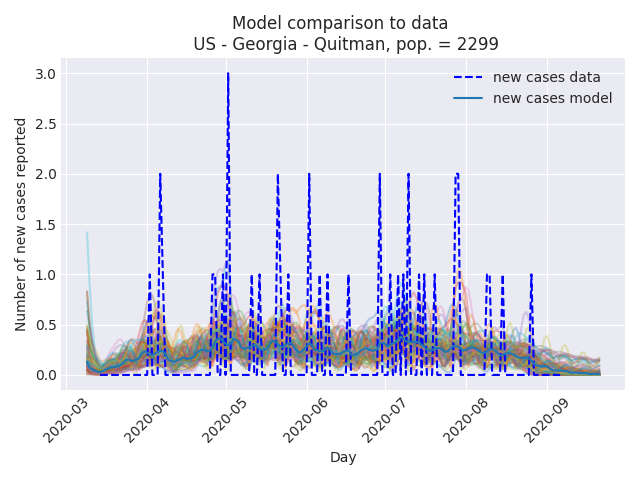 Model comparison to data
US - Georgia - Quitman, pop. = 2299
new cases data
new cases model
Number of new cases reported
3.0
2.5
2.0
1.5
1.0
0.5
0.0
2020-03
2020-04
2020-05
2020-06
2020-07
2020-08
2020-09
Day